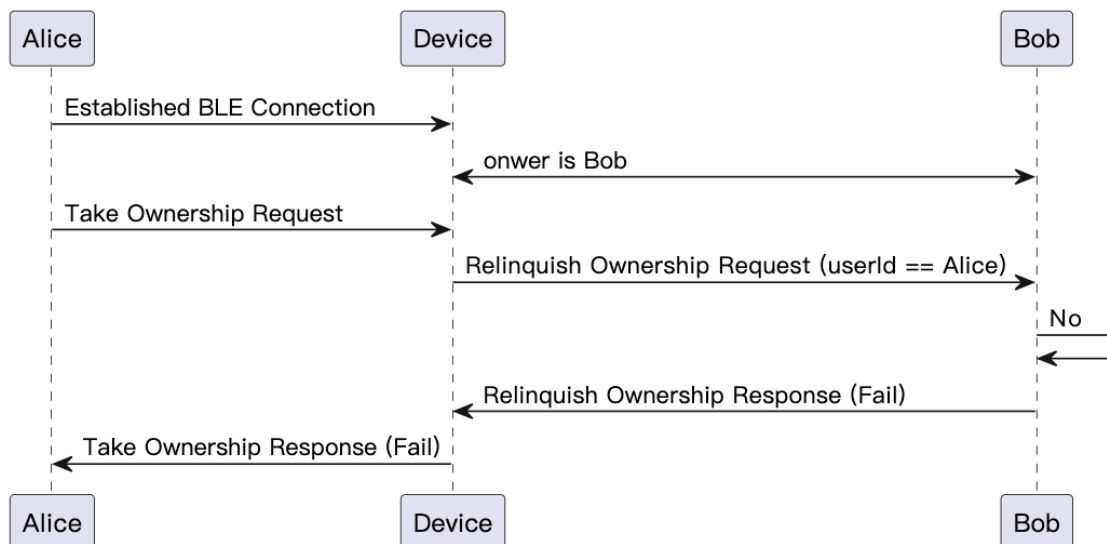 Alice
Device
Bob
Established BLE Connection
onwer is Bob
Take Ownership Request
Relinquish Ownership Request (userId == Alice)
No
Relinquish Ownership Response (Fail)
Take Ownership Response (Fail)
Alice
Device
Bob